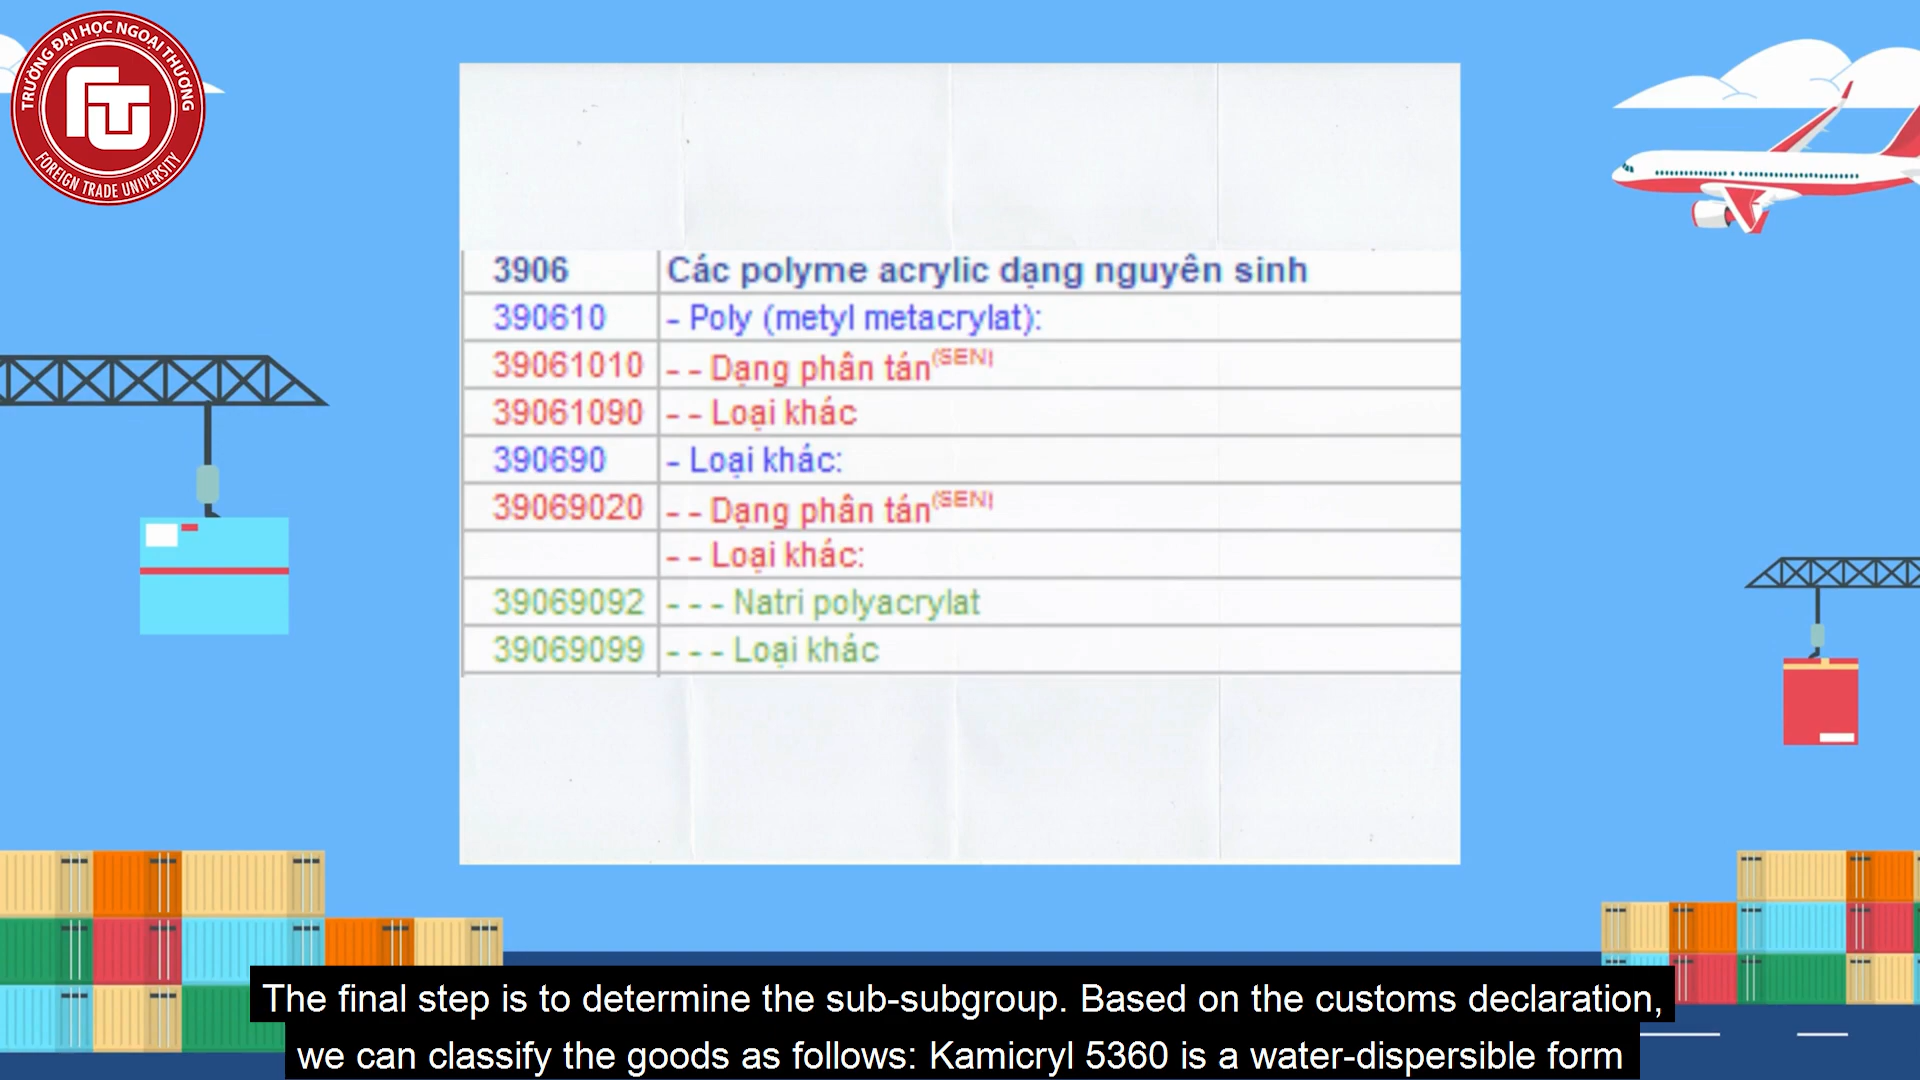 TRƯỜNG ĐẠI HỌC NGOẠI THƯƠNG
FTU
FOREIGN TRADE UNIVERSITY
3906 Các polyme acrylic dạng nguyên sinh
390610 - Poly (metyl metacrylat):
39061010 - - Dạng phân tán(SEN)
39061090 - - Loại khác
390690 - Loại khác:
39069020 - - Dạng phân tán(SEN)
- - Loại khác:
39069092 - - - Natri polyacrylat
39069099 - - - Loại khác
The final step is to determine the sub-subgroup. Based on the customs declaration,
we can classify the goods as follows: Kamicryl 5360 is a water-dispersible form